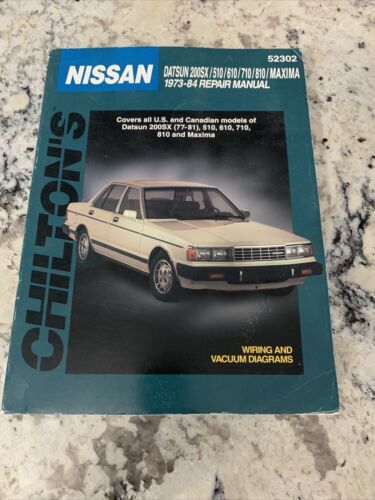 52302
NISSAN
DATSUN 200SX/510/610/710/810/MAXIMA
1973-84 REPAIR MANUAL
Covers all U.S. and Canadian models of
Datsun 200SX (77-81), 510, 610, 710,
810 and Maxima
CHILTON'S
WIRING AND
VACUUM DIAGRAMS